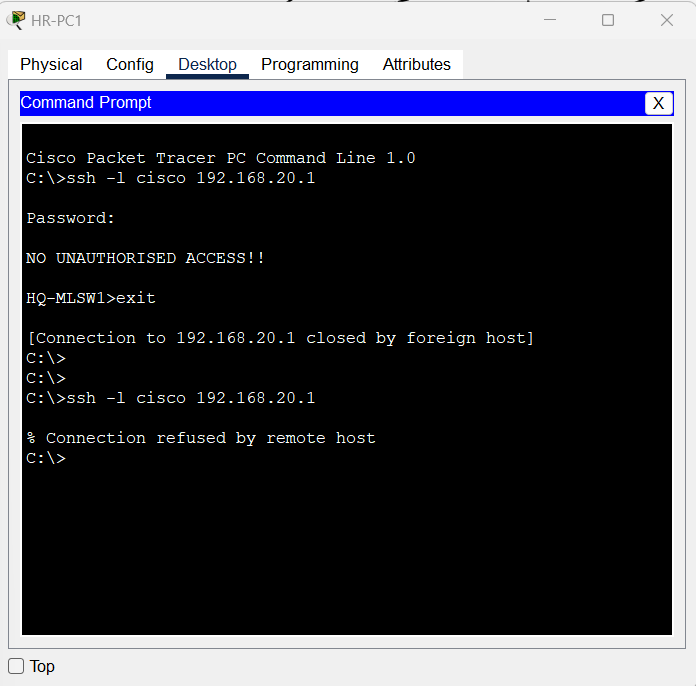 HR-PC1
Physical Config Desktop Programming Attributes
Command Prompt
X
Cisco Packet Tracer PC Command Line 1.0
C:\>ssh -l cisco 192.168.20.1
Password:
NO UNAUTHORISED ACCESS!!
HQ-MLSW1>exit
[Connection to 192.168.20.1 closed by foreign host]
C:\>
C:\>
C:\>ssh -l cisco 192.168.20.1
% Connection refused by remote host
C:\>
Top